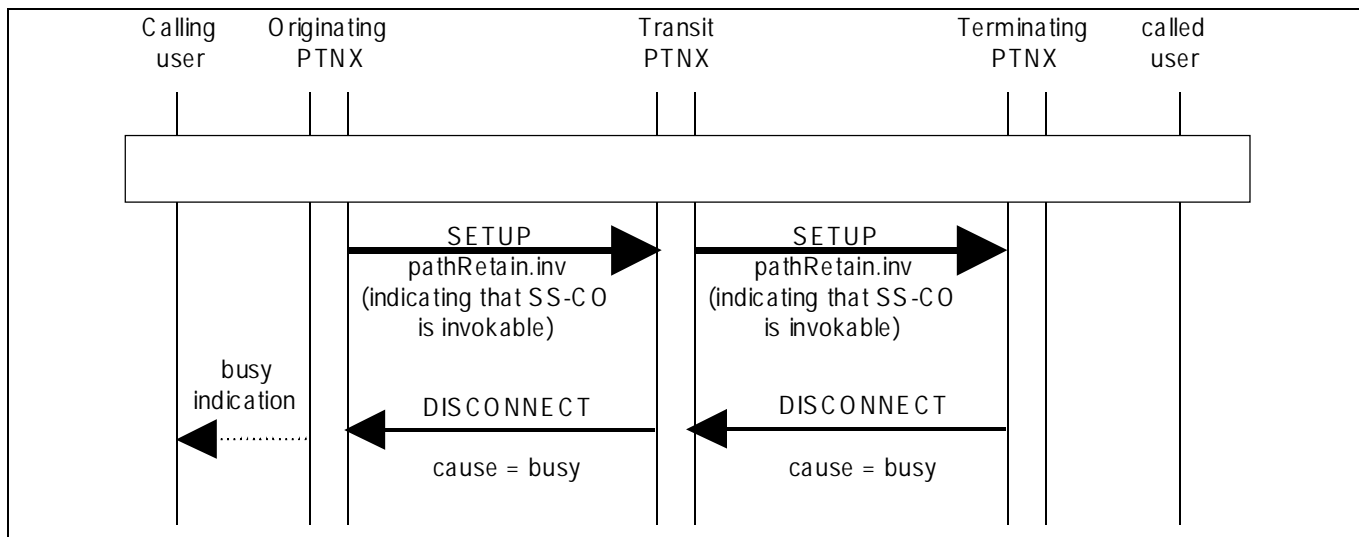 Calling user
Originating PTNX
Transit PTNX
Terminating PTNX
called user
SETUP
pathRetain.inv
(indicating that SS-CO
is invokable)
SETUP
pathRetain.inv
(indicating that SS-CO
is invokable)
busy
indication
DISCONNECT
cause = busy
DISCONNECT
cause = busy